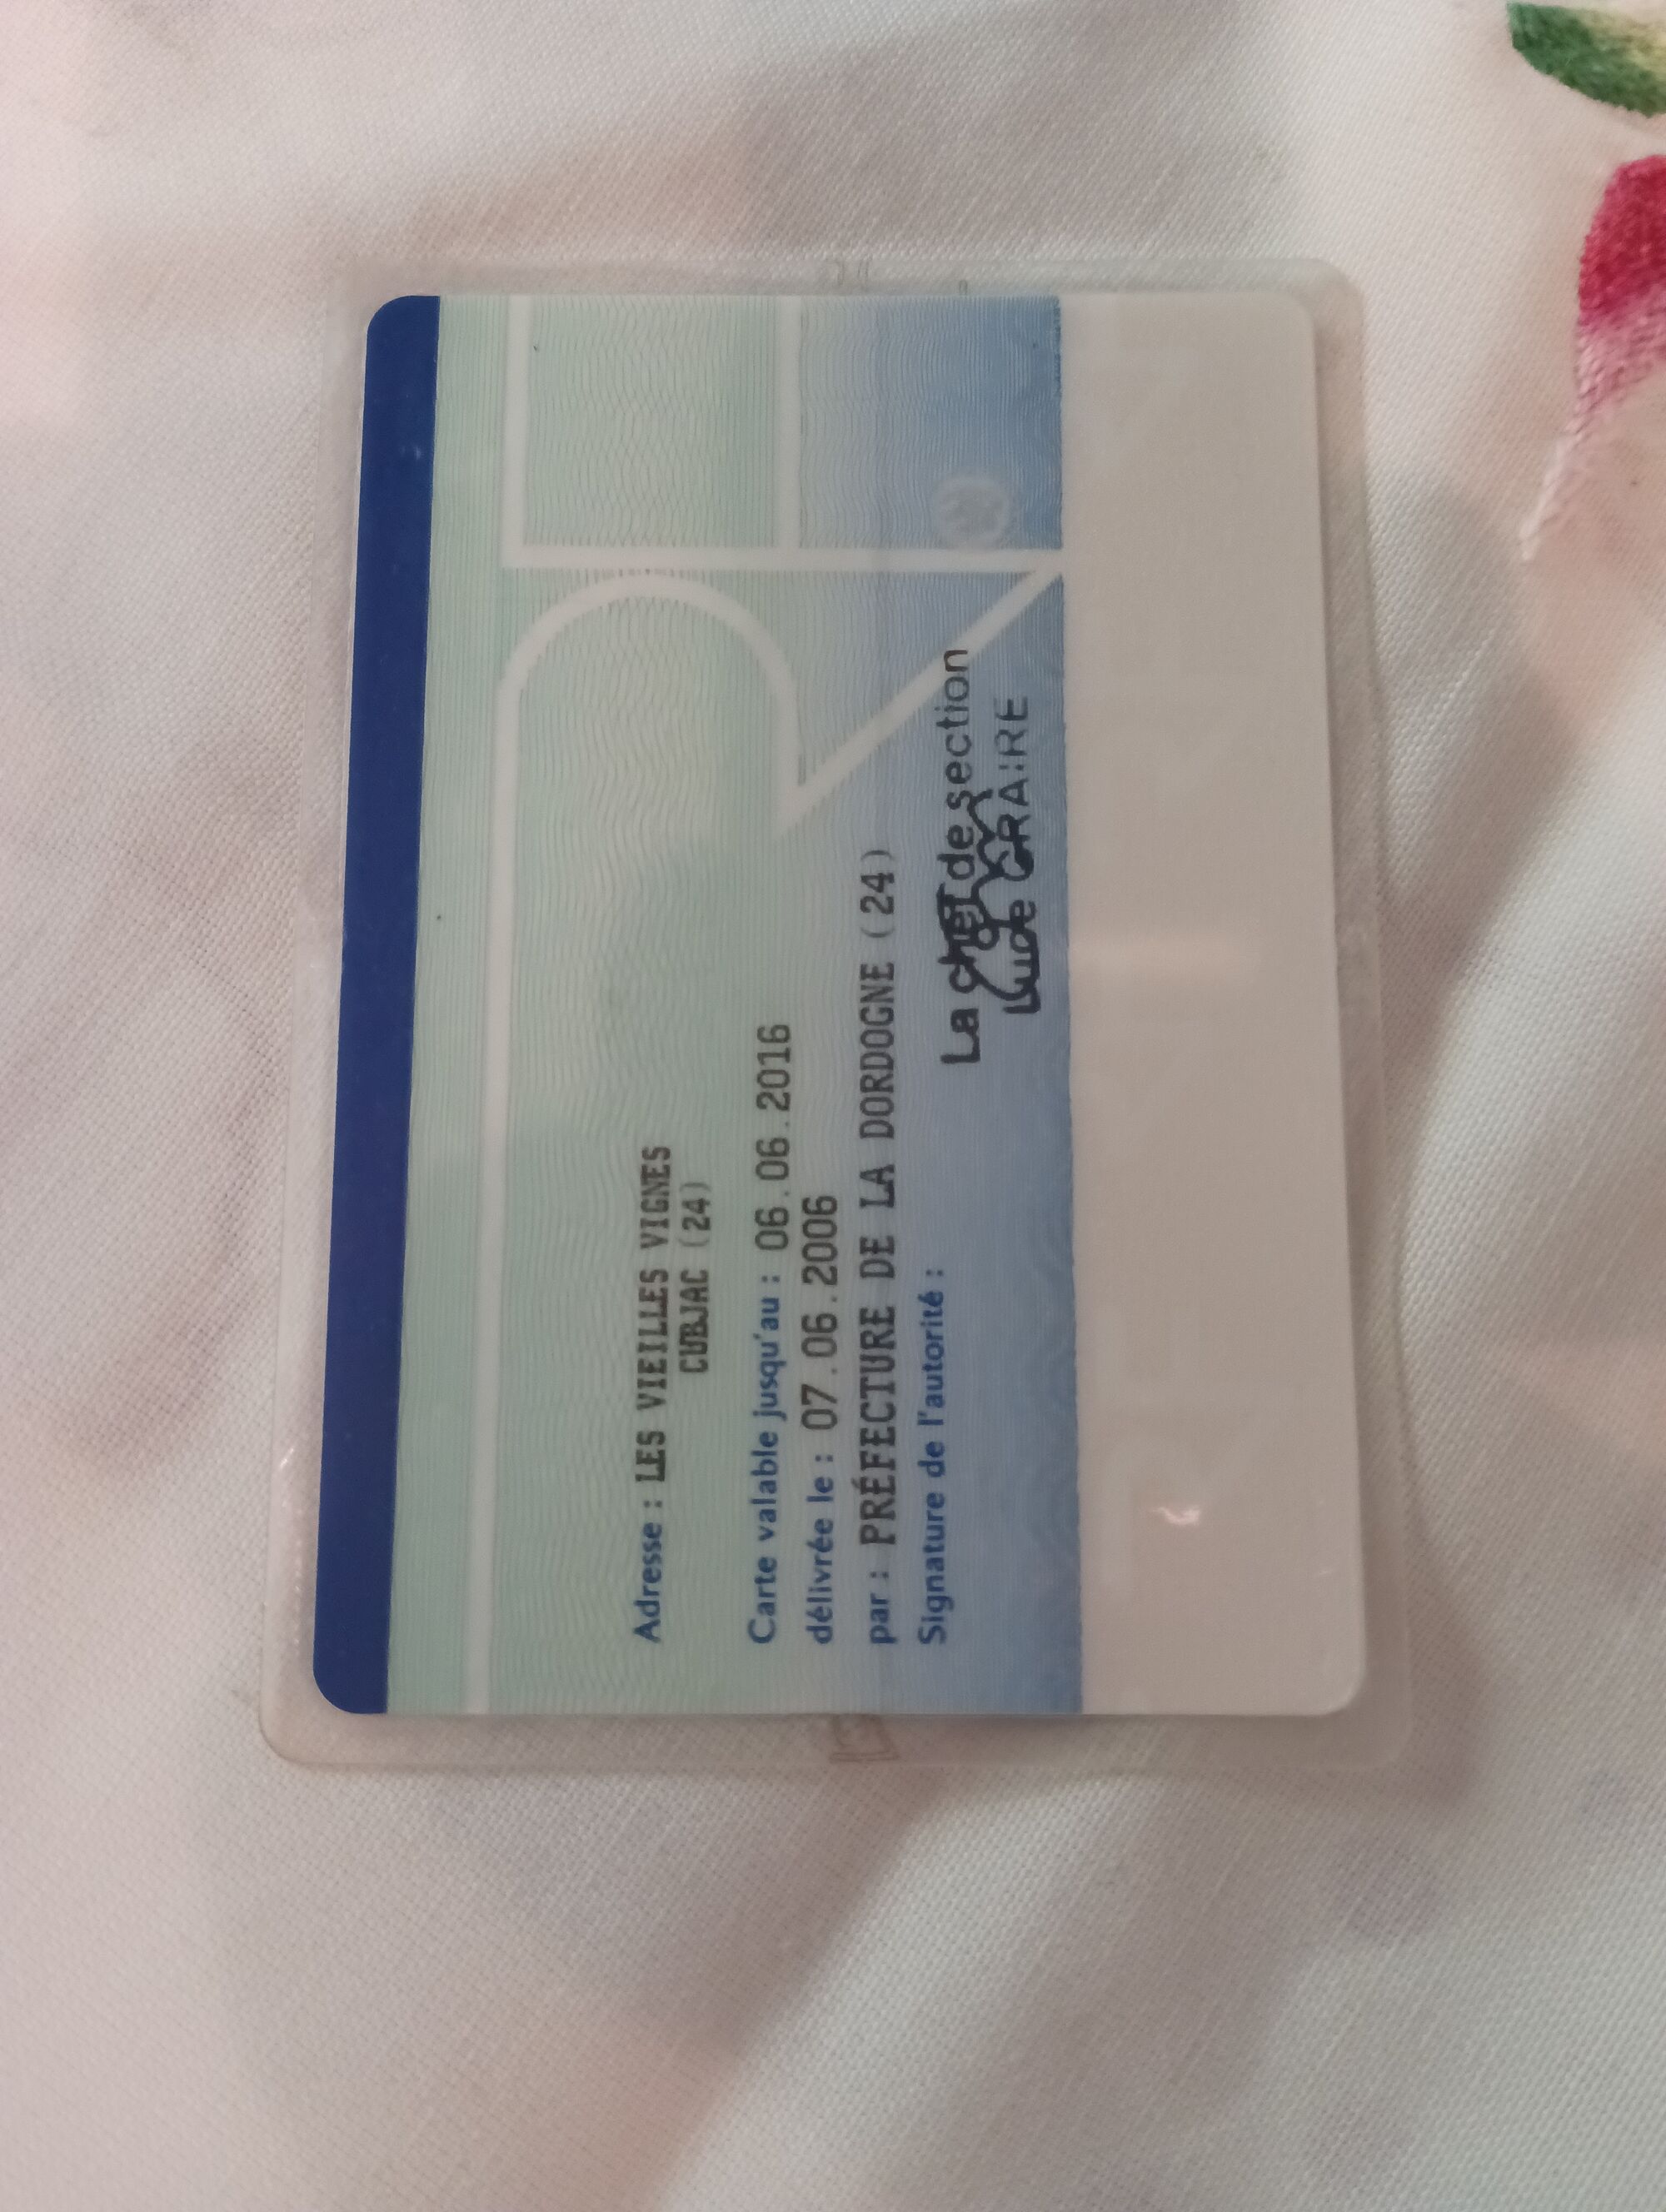 Adresse : LES VIEILLES VIGNES
CUBJAC (24)
Carte valable jusqu'au : 06.06.2016
délivrée le : 07.06.2006
par : PRÉFECTURE DE LA DORDOGNE (24)
Signature de l'autorité :
La chef de section